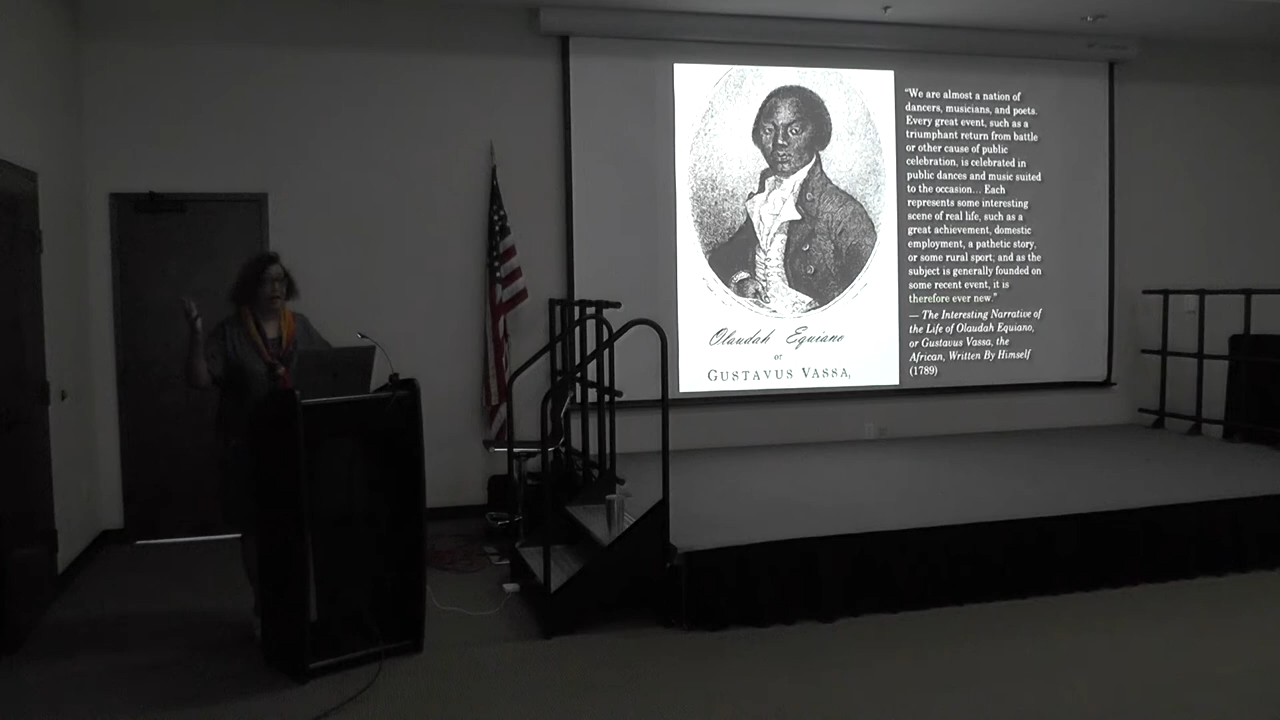 Olaudah Equiano
or
GUSTAVUS VASSA,
"We are almost a nation of
dancers, musicians, and poets.
Every great event, such as a
triumphant return from battle
or other cause of public
celebration, is celebrated in
public dances and music suited
to the occasion... Each
represents some interesting
scene of real life, such as a
great achievement, domestic
employment, a pathetic story,
or some rural sport; and as the
subject is generally founded on
some recent event, it is
therefore ever new."
— The Interesting Narrative of
the Life of Olaudah Equiano,
or Gustavus Vassa, the
African, Written By Himself
(1789)